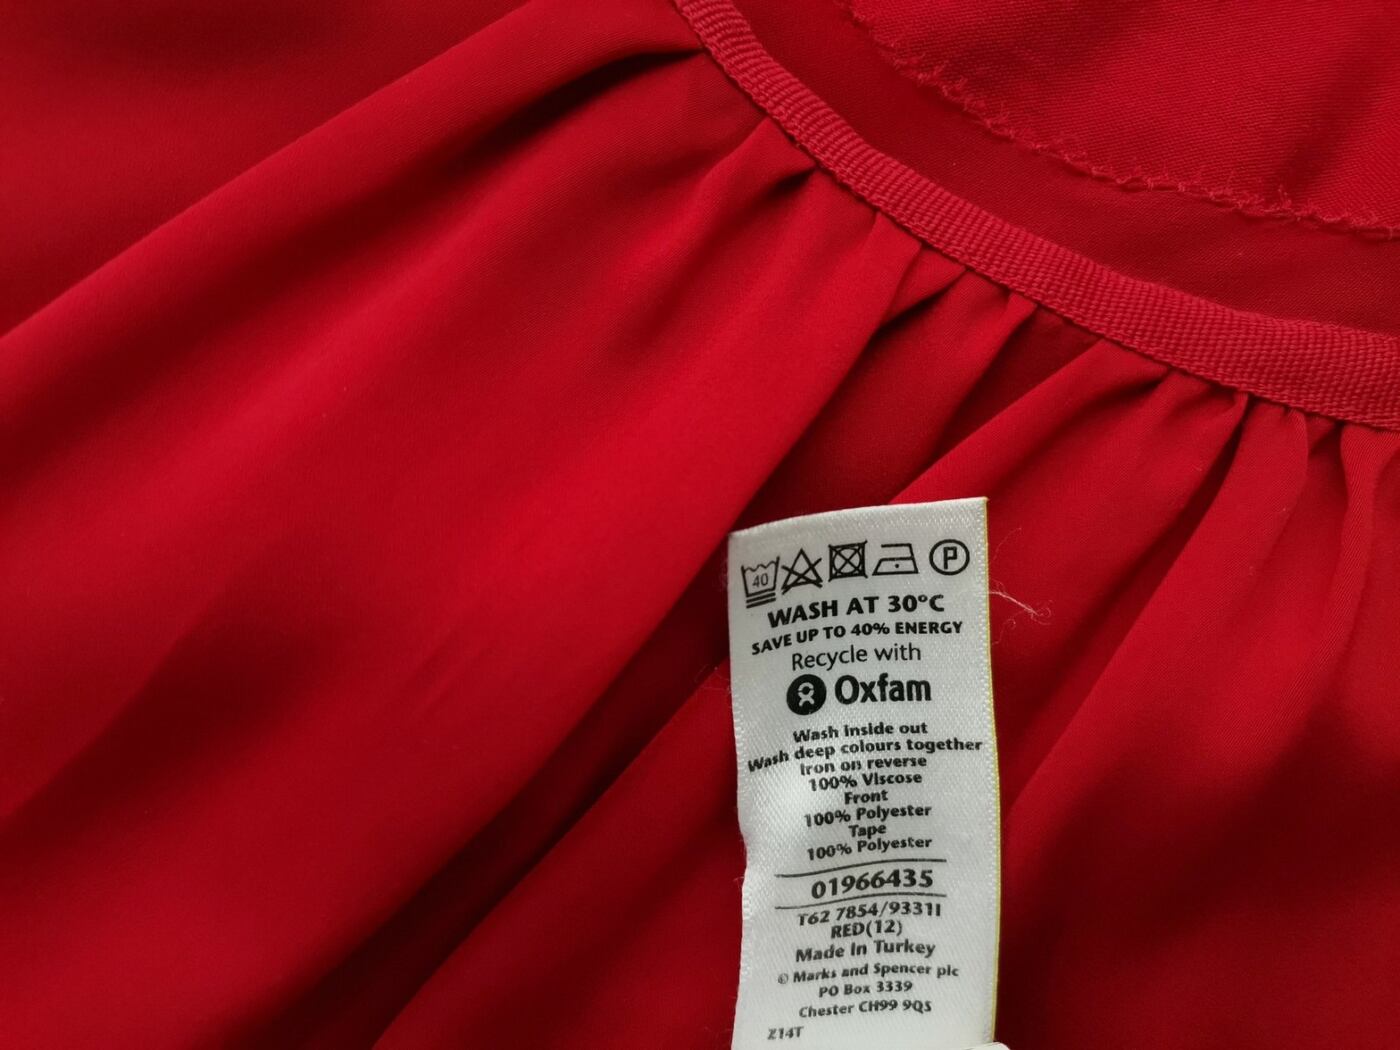 40 P
WASH AT 30°C
SAVE UP TO 40% ENERGY
Recycle with
Oxfam
Wash inside out
Wash deep colours together
Iron on reverse
100% Viscose
Front
100% Polyester
Tape
100% Polyester
01966435
T62 7854/9331I
RED(12)
Made In Turkey
© Marks and Spencer plc
PO Box 3339
Chester CH99 9QS
Z14T